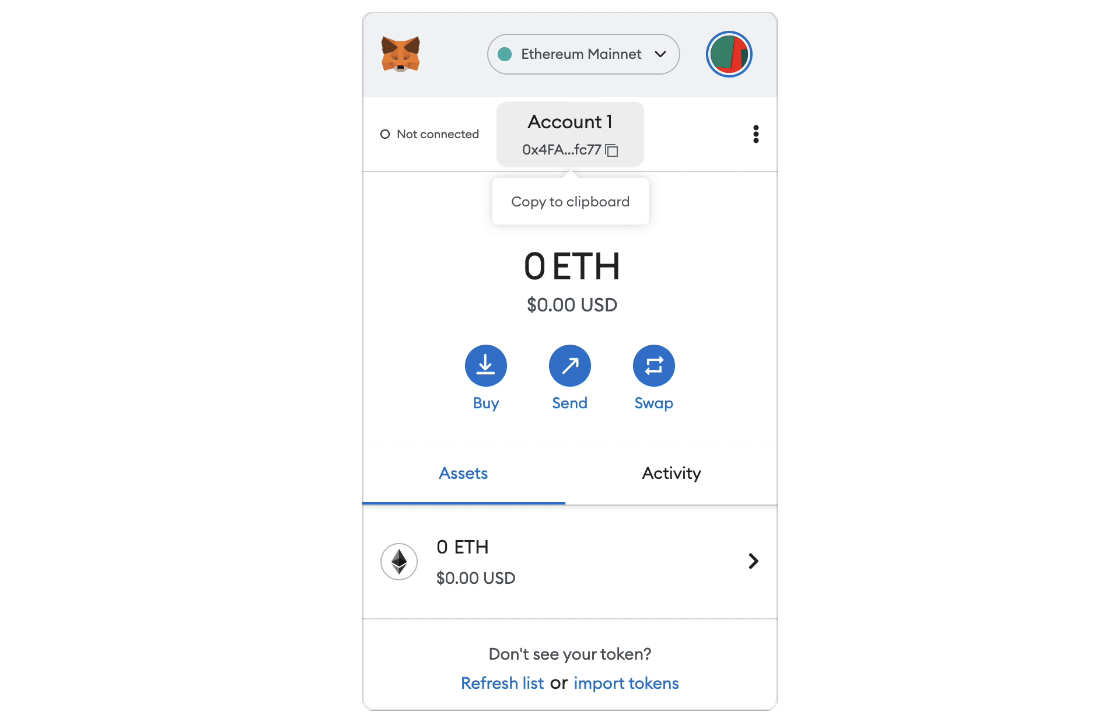 Ethereum Mainnet
Not connected
Account 1
0x4FA...fc77
Copy to clipboard
0 ETH
$0.00 USD
Buy
Send
Swap
Assets
Activity
0 ETH
$0.00 USD
Don't see your token?
Refresh list or import tokens